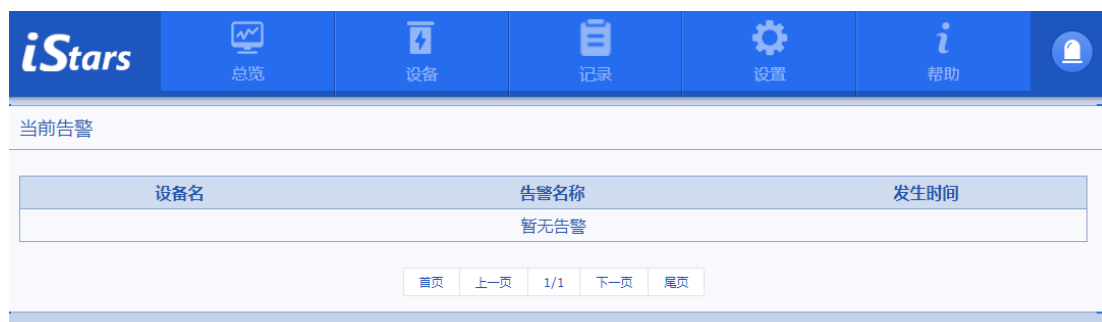 iStars
总览 设备 记录 设置 帮助
当前告警
设备名 告警名称 发生时间
暂无告警
首页 上一页 1/1 下一页 尾页